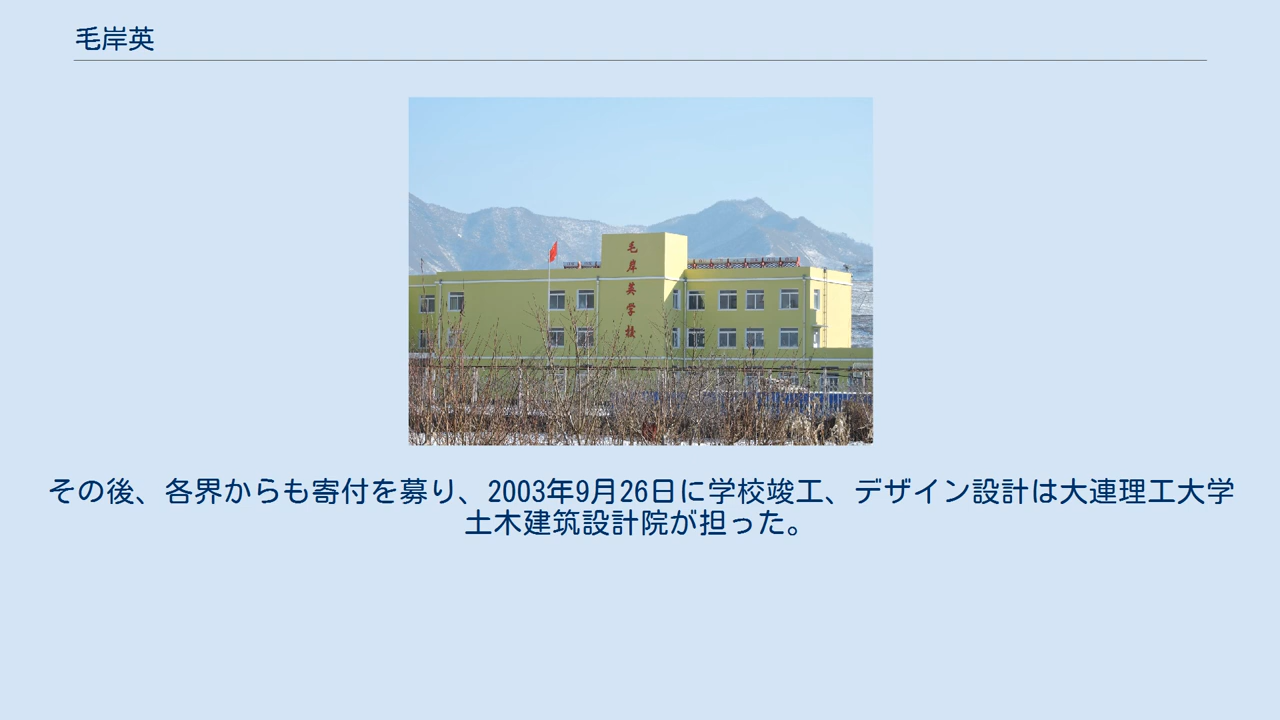 毛岸英
毛岸英学校
その後、各界からも寄付を募り、2003年9月26日に学校竣工、デザイン設計は大連理工大学
土木建筑設計院が担った。